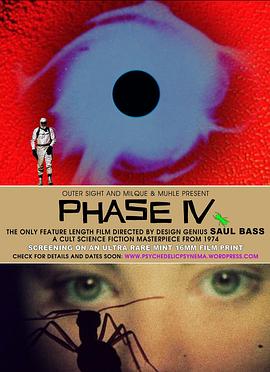 OUTER SIGHT AND MILQUE & MUHLE PRESENT
PHASE IV
THE ONLY FEATURE LENGTH FILM DIRECTED BY DESIGN GENIUS SAUL BASS
A CULT SCIENCE FICTION MASTERPIECE FROM 1974
SCREENING ON AN ULTRA RARE MINT 16MM FILM PRINT
CHECK FOR DETAILS AND DATES SOON: WWW.PSYCHEDELICPSYNEMA.WORDPRESS.COM